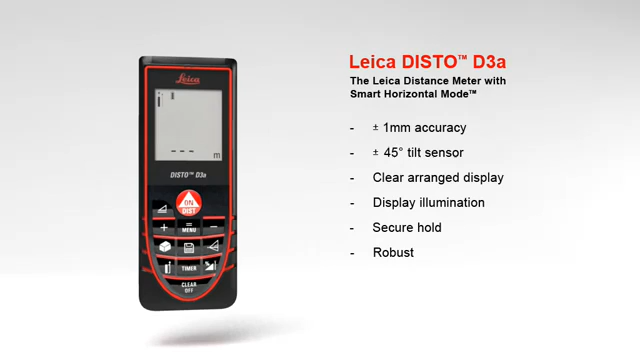 Leica DISTO™ D3a
The Leica Distance Meter with
Smart Horizontal Mode™
- ± 1mm accuracy
- ± 45° tilt sensor
- Clear arranged display
- Display illumination
- Secure hold
- Robust
Leica
m
DISTO™ D3a
ON
DIST
+ = MENU −
TIMER
CLEAR
OFF